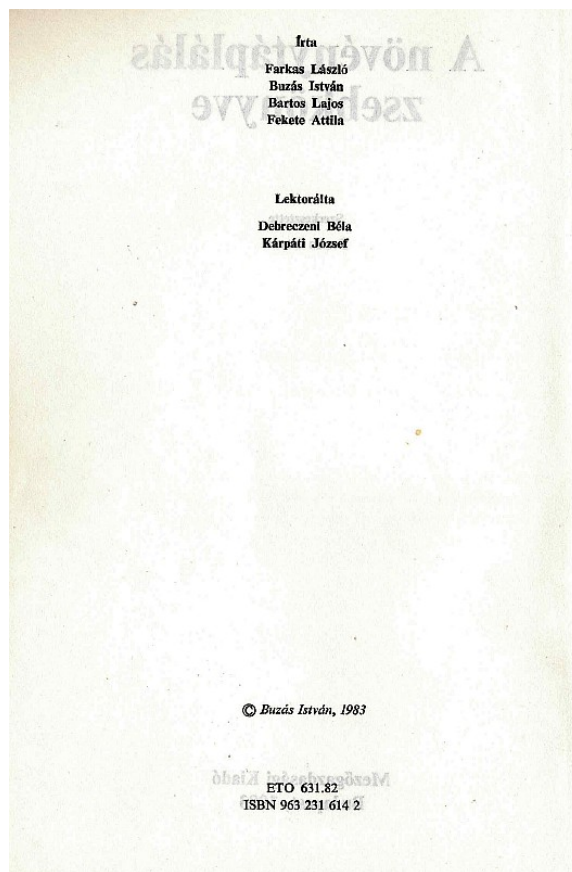 Írta
Farkas László
Buzás István
Bartos Lajos
Fekete Attila
Lektorálta
Debreczeni Béla
Kárpáti József
© Buzás István, 1983
ETO 631.82
ISBN 963 231 614 2